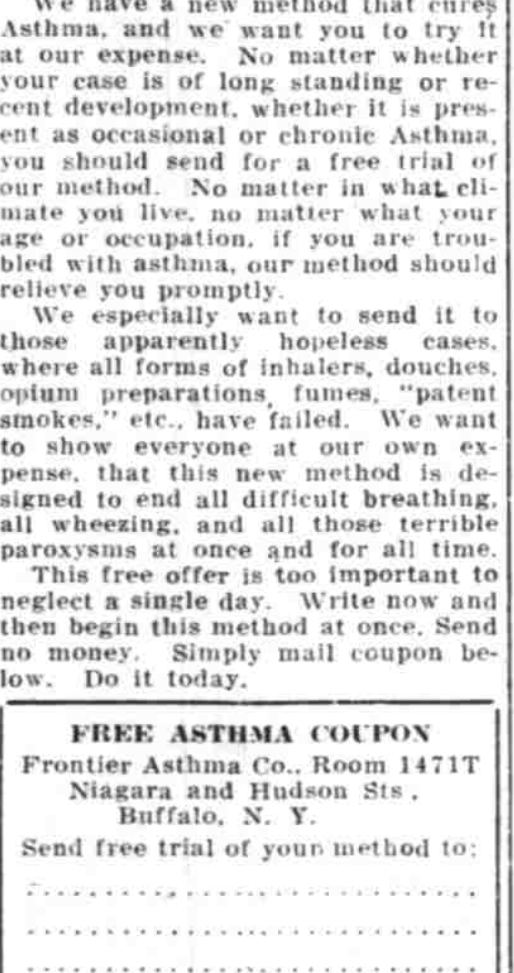 We have a new method that cures
Asthma, and we want you to try it
at our expense. No matter whether
your case is of long standing or re-
cent development, whether it is pres-
ent as occasional or chronic Asthma,
you should send for a free trial of
our method. No matter in what cli-
mate you live, no matter what your
age or occupation, if you are trou-
bled with asthma, our method should
relieve you promptly.
We especially want to send it to
those apparently hopeless cases,
where all forms of inhalers, douches,
opium preparations, fumes, "patent
smokes," etc., have failed. We want
to show everyone at our own ex-
pense, that this new method is de-
signed to end all difficult breathing,
all wheezing, and all those terrible
paroxysms at once and for all time.
This free offer is too important to
neglect a single day. Write now and
then begin this method at once. Send
no money. Simply mail coupon be-
low. Do it today.
FREE ASTHMA COUPON
Frontier Asthma Co., Room 1471T
Niagara and Hudson Sts.,
Buffalo, N. Y.
Send free trial of your method to: